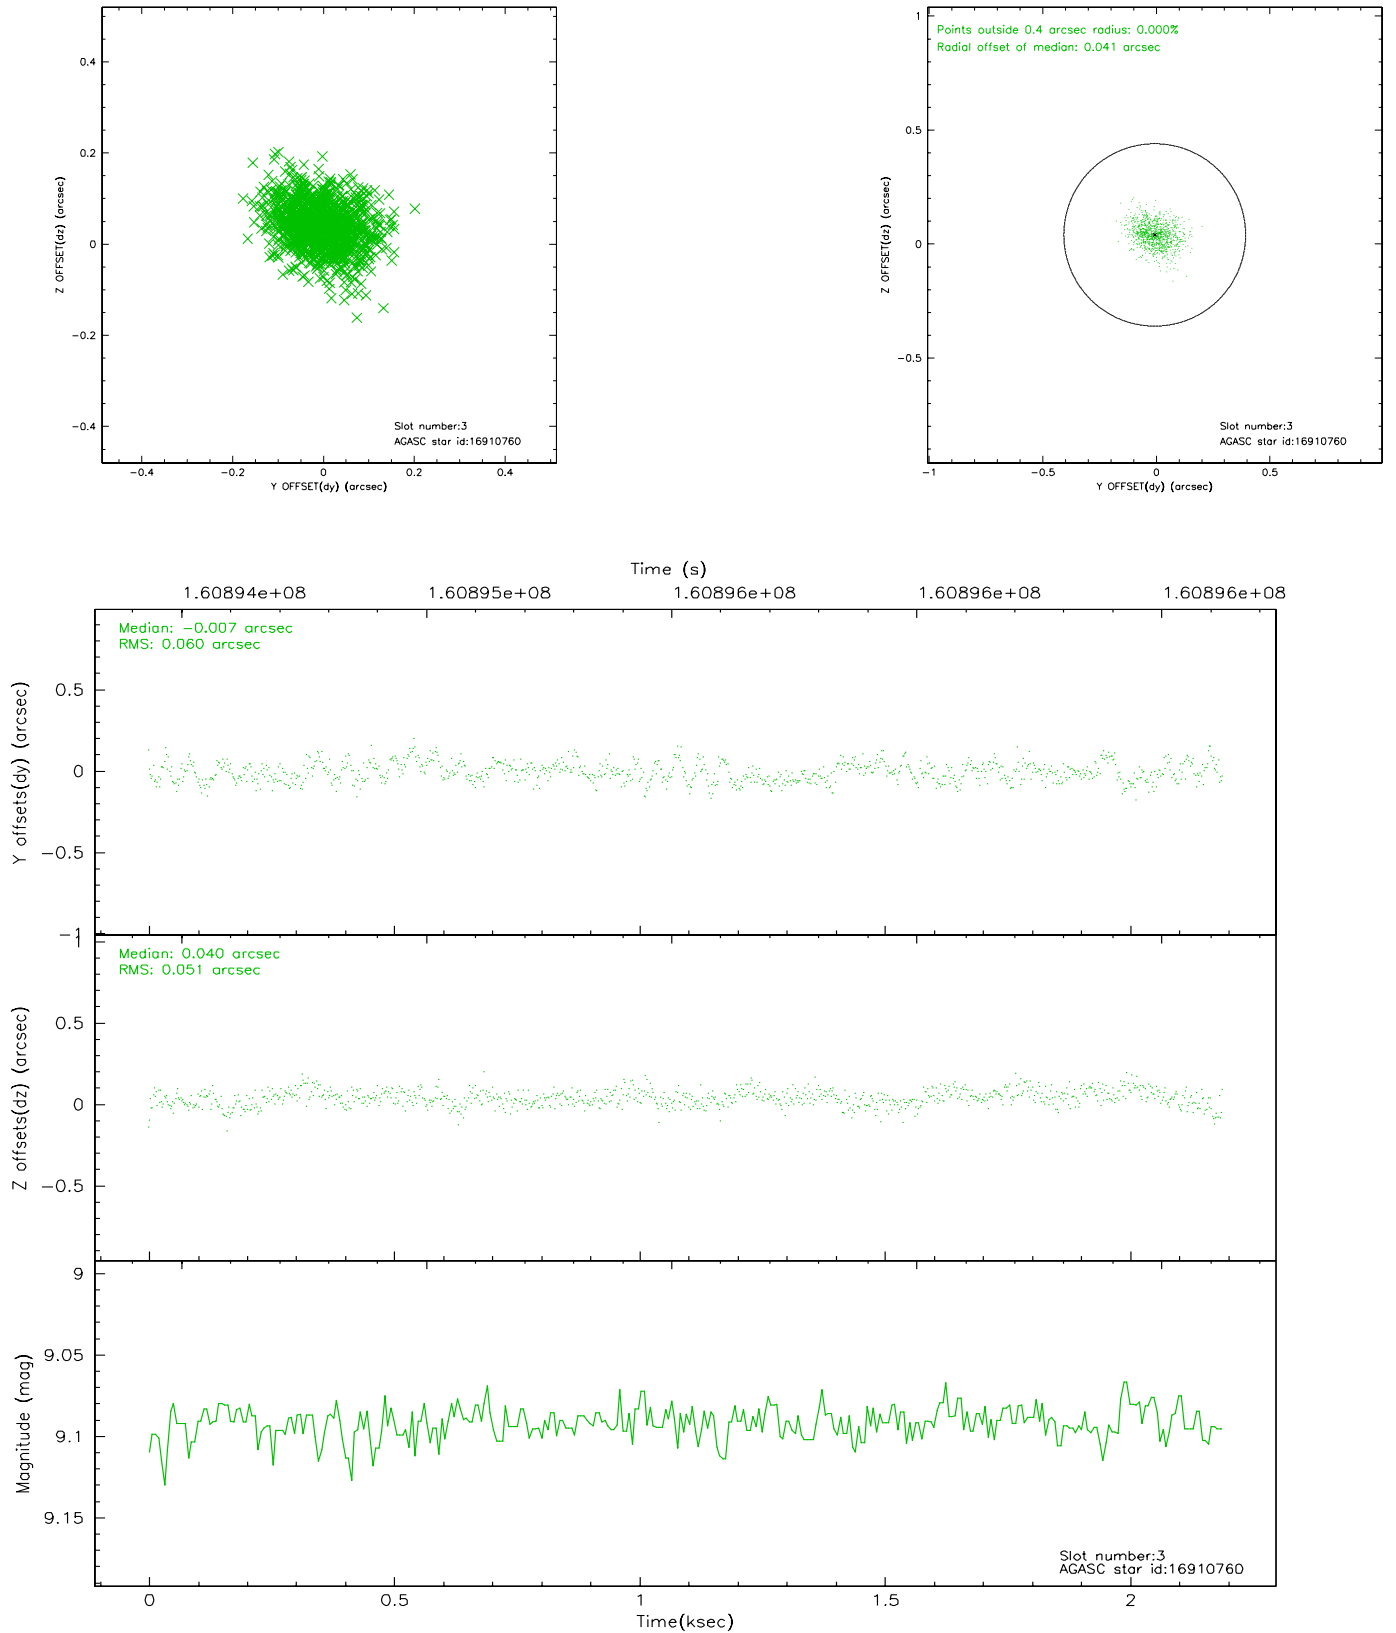 0.4
0.2
0
−0.2
−0.4
Z OFFSET(dz) (arcsec)
−0.4 −0.2 0 0.2 0.4
Y OFFSET(dy) (arcsec)
Slot number:3
AGASC star id:16910760
Points outside 0.4 arcsec radius: 0.000%
Radial offset of median: 0.041 arcsec
1
0.5
0
−0.5
Z OFFSET(dz) (arcsec)
−1 −0.5 0 0.5
Y OFFSET(dy) (arcsec)
Slot number:3
AGASC star id:16910760
Time (s)
1.60894e+08 1.60895e+08 1.60896e+08 1.60896e+08 1.60896e+08
Median: −0.007 arcsec
RMS: 0.060 arcsec
0.5
0
−0.5
−1
Y offsets(dy) (arcsec)
Median: 0.040 arcsec
RMS: 0.051 arcsec
1
0.5
0
−0.5
Z offsets(dz) (arcsec)
9
9.05
9.1
9.15
Magnitude (mag)
Slot number:3
AGASC star id:16910760
0 0.5 1 1.5 2
Time(ksec)